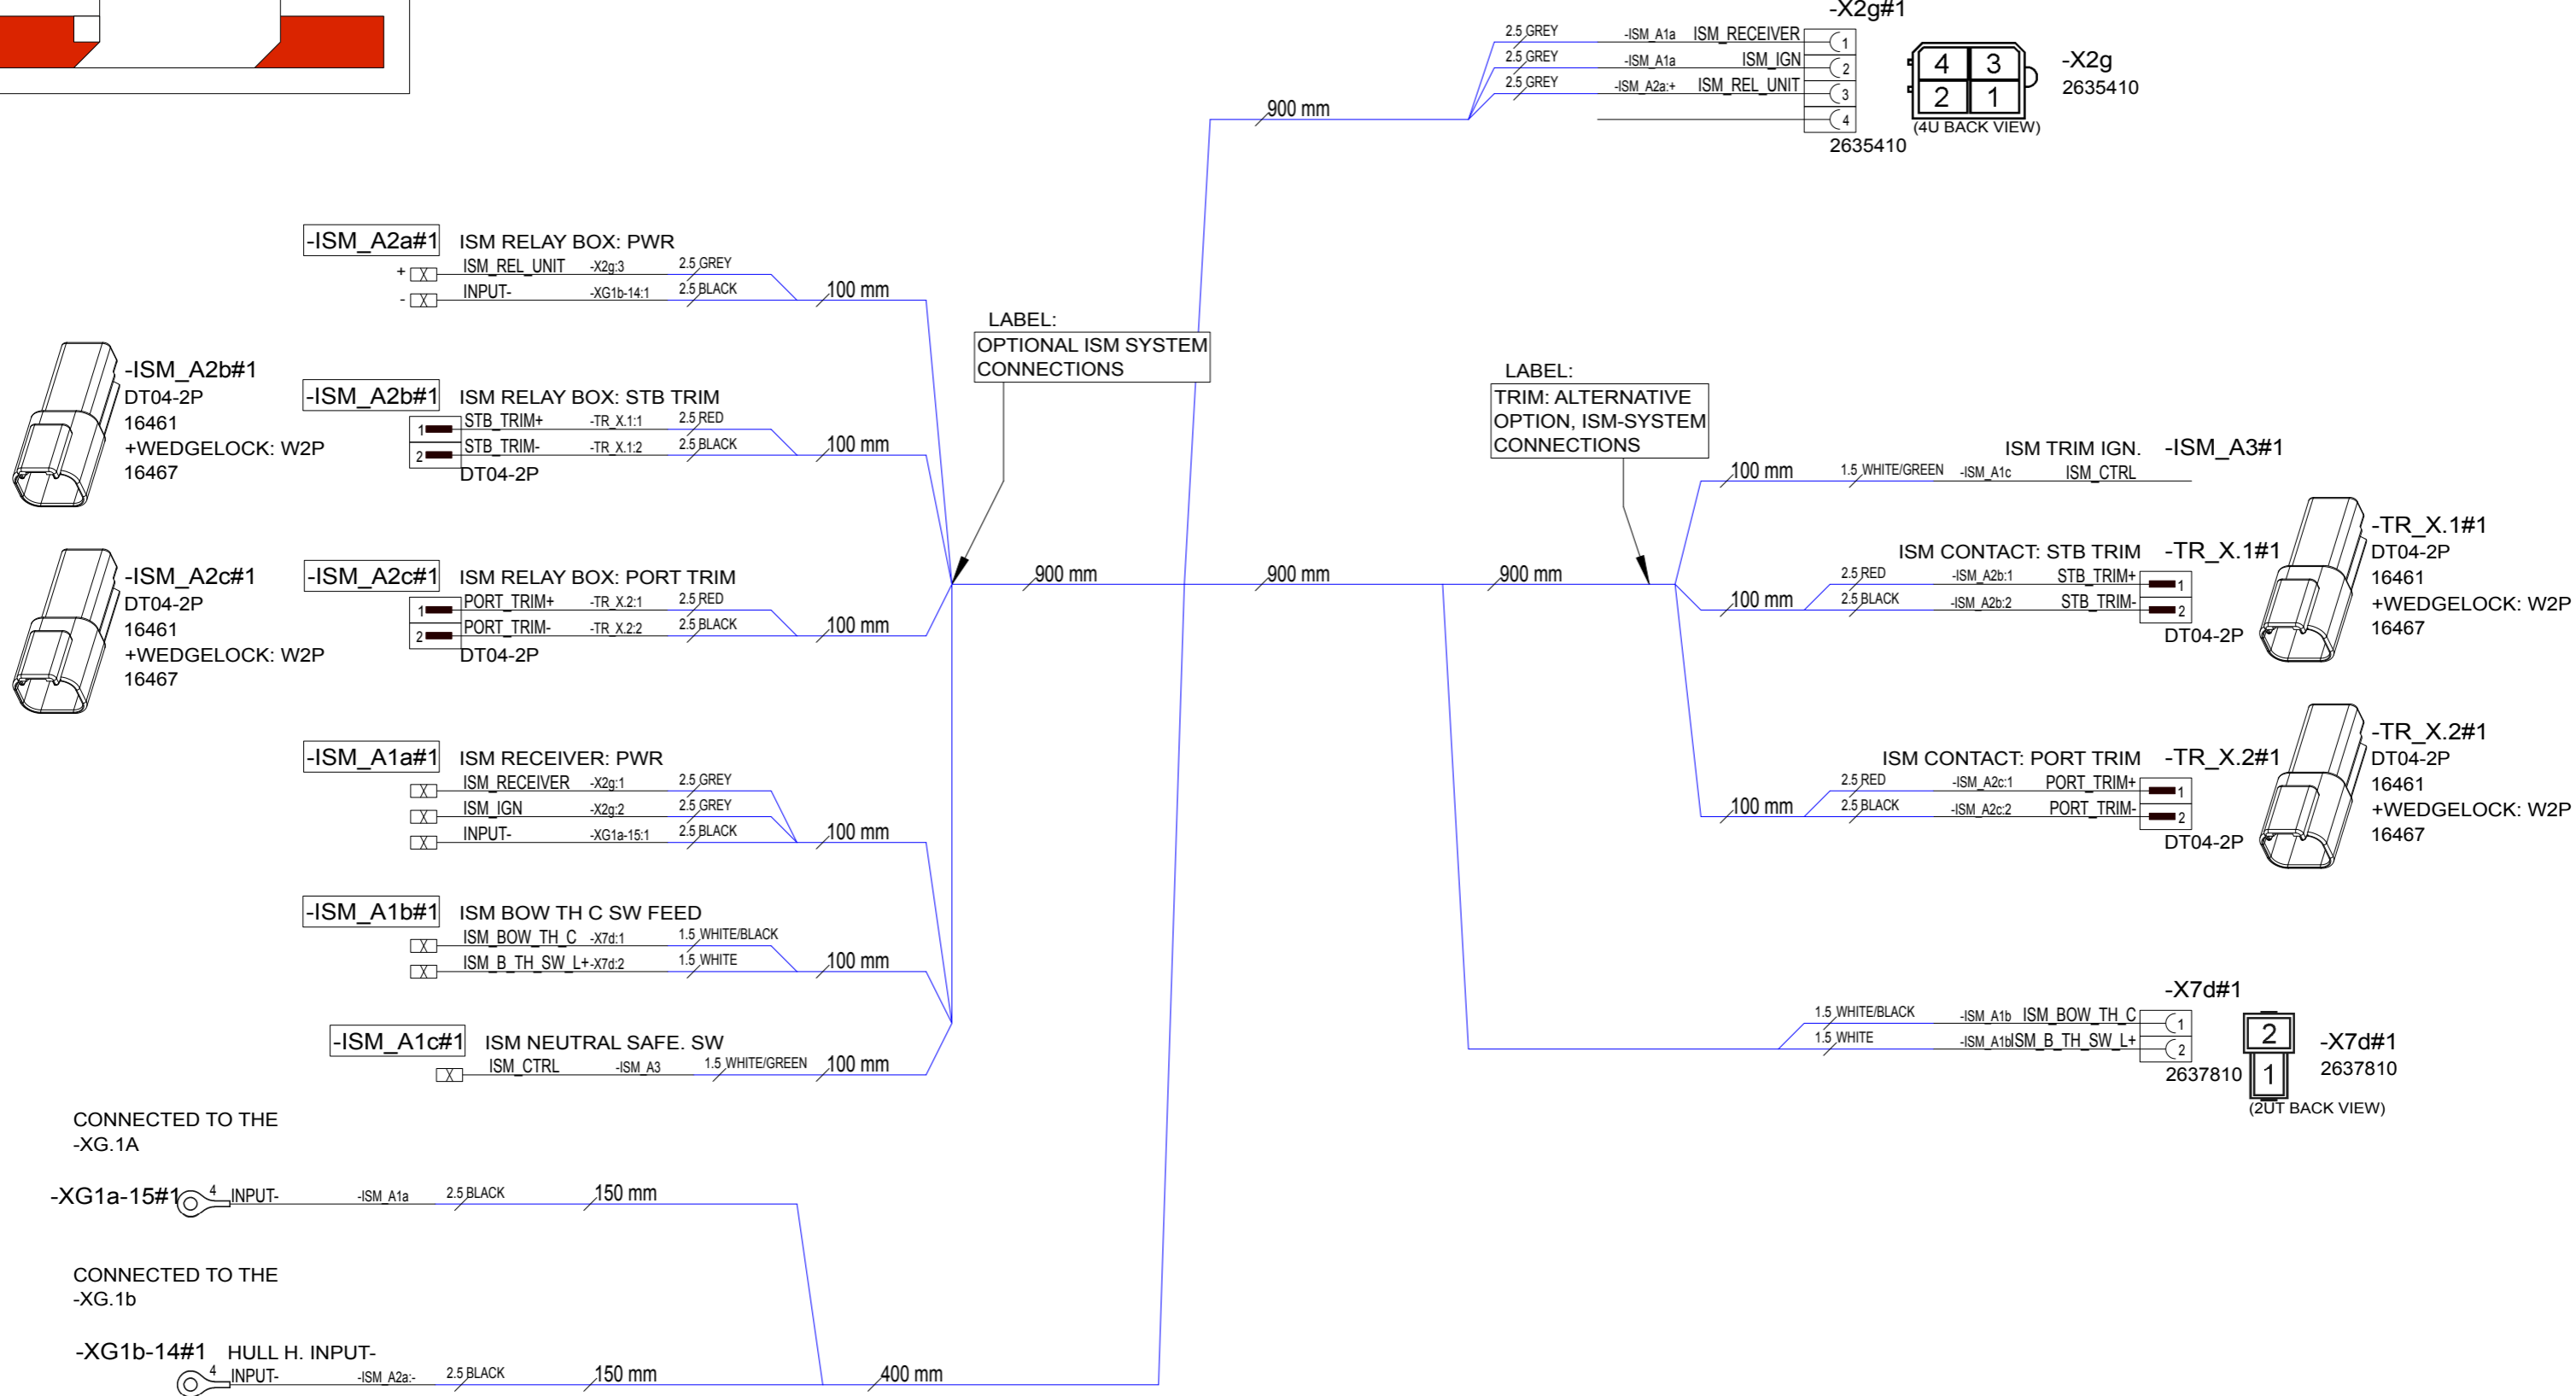 -X2g#1
2.5 GREY -ISM_A1a ISM_RECEIVER 1
2.5 GREY -ISM_A1a ISM_IGN 2
2.5 GREY -ISM_A2a:+ ISM_REL_UNIT 3
4
2635410
4 3
2 1
(4U BACK VIEW)
-X2g
2635410
900 mm
-ISM_A2a#1 ISM RELAY BOX: PWR
+ X ISM_REL_UNIT -X2g:3 2.5 GREY
- X INPUT- -XG1b-14:1 2.5 BLACK 100 mm
LABEL:
OPTIONAL ISM SYSTEM
CONNECTIONS
-ISM_A2b#1
DT04-2P
16461
+WEDGELOCK: W2P
16467
-ISM_A2b#1 ISM RELAY BOX: STB TRIM
1 STB_TRIM+ -TR_X.1:1 2.5 RED
2 STB_TRIM- -TR_X.1:2 2.5 BLACK 100 mm
DT04-2P
LABEL:
TRIM: ALTERNATIVE
OPTION, ISM-SYSTEM
CONNECTIONS
ISM TRIM IGN. -ISM_A3#1
100 mm 1.5 WHITE/GREEN -ISM_A1c ISM_CTRL
-ISM_A2c#1
DT04-2P
16461
+WEDGELOCK: W2P
16467
-ISM_A2c#1 ISM RELAY BOX: PORT TRIM
1 PORT_TRIM+ -TR_X.2:1 2.5 RED
2 PORT_TRIM- -TR_X.2:2 2.5 BLACK 100 mm
DT04-2P
900 mm 900 mm 900 mm
ISM CONTACT: STB TRIM -TR_X.1#1
2.5 RED -ISM_A2b:1 STB_TRIM+ 1
100 mm 2.5 BLACK -ISM_A2b:2 STB_TRIM- 2
DT04-2P
-TR_X.1#1
DT04-2P
16461
+WEDGELOCK: W2P
16467
ISM CONTACT: PORT TRIM -TR_X.2#1
2.5 RED -ISM_A2c:1 PORT_TRIM+ 1
100 mm 2.5 BLACK -ISM_A2c:2 PORT_TRIM- 2
DT04-2P
-TR_X.2#1
DT04-2P
16461
+WEDGELOCK: W2P
16467
-ISM_A1a#1 ISM RECEIVER: PWR
X ISM_RECEIVER -X2g:1 2.5 GREY
X ISM_IGN -X2g:2 2.5 GREY
X INPUT- -XG1a-15:1 2.5 BLACK 100 mm
-ISM_A1b#1 ISM BOW TH C SW FEED
X ISM_BOW_TH_C -X7d:1 1.5 WHITE/BLACK
X ISM_B_TH_SW_L+ -X7d:2 1.5 WHITE 100 mm
-ISM_A1c#1 ISM NEUTRAL SAFE. SW
X ISM_CTRL -ISM_A3 1.5 WHITE/GREEN 100 mm
-X7d#1
1.5 WHITE/BLACK -ISM_A1b ISM_BOW_TH_C 1
1.5 WHITE -ISM_A1b ISM_B_TH_SW_L+ 2
2637810
2
1
(2UT BACK VIEW)
-X7d#1
2637810
CONNECTED TO THE
-XG.1A
-XG1a-15#1 4 INPUT- -ISM_A1a 2.5 BLACK 150 mm
CONNECTED TO THE
-XG.1b
-XG1b-14#1 HULL H. INPUT-
4 INPUT- -ISM_A2a:- 2.5 BLACK 150 mm 400 mm